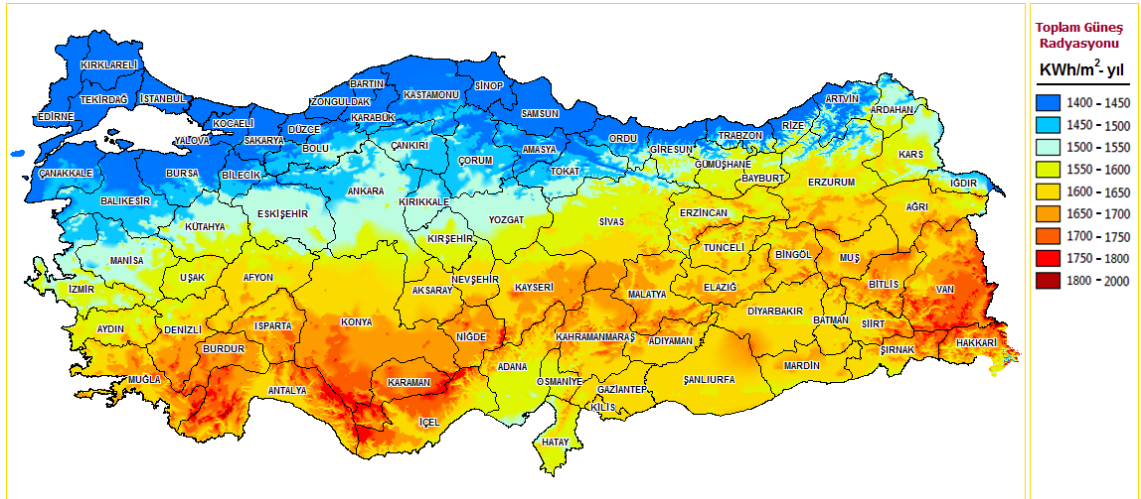 KIRKLARELİ
TEKİRDAĞ
İSTANBUL
EDİRNE
KOCAELİ
YALOVA
SAKARYA
DÜZCE
BOLU
ZONGULDAK
BARTIN
KARABÜK
KASTAMONU
SİNOP
SAMSUN
ÇANKIRI
ÇORUM
AMASYA
TOKAT
ORDU
GİRESUN
TRABZON
RİZE
ARTVİN
ARDAHAN
GÜMÜŞHANE
BAYBURT
KARS
IĞDIR
ERZURUM
AĞRI
ÇANAKKALE
BURSA
BİLECİK
BALIKESİR
KÜTAHYA
ESKİŞEHİR
ANKARA
KIRIKKALE
YOZGAT
KIRŞEHİR
SİVAS
ERZİNCAN
TUNCELİ
BİNGÖL
MUŞ
BİTLİS
VAN
MANİSA
İZMİR
UŞAK
AFYON
AKSARAY
NEVŞEHİR
KAYSERİ
MALATYA
ELAZIĞ
DİYARBAKIR
BATMAN
SİİRT
HAKKARİ
ŞIRNAK
AYDIN
DENİZLİ
ISPARTA
BURDUR
KONYA
NİĞDE
KAHRAMANMARAŞ
ADIYAMAN
MARDİN
MUĞLA
ANTALYA
KARAMAN
İÇEL
ADANA
OSMANİYE
GAZİANTEP
KİLİS
ŞANLIURFA
HATAY
Toplam Güneş
Radyasyonu
KWh/m²- yıl
1400 - 1450
1450 - 1500
1500 - 1550
1550 - 1600
1600 - 1650
1650 - 1700
1700 - 1750
1750 - 1800
1800 - 2000